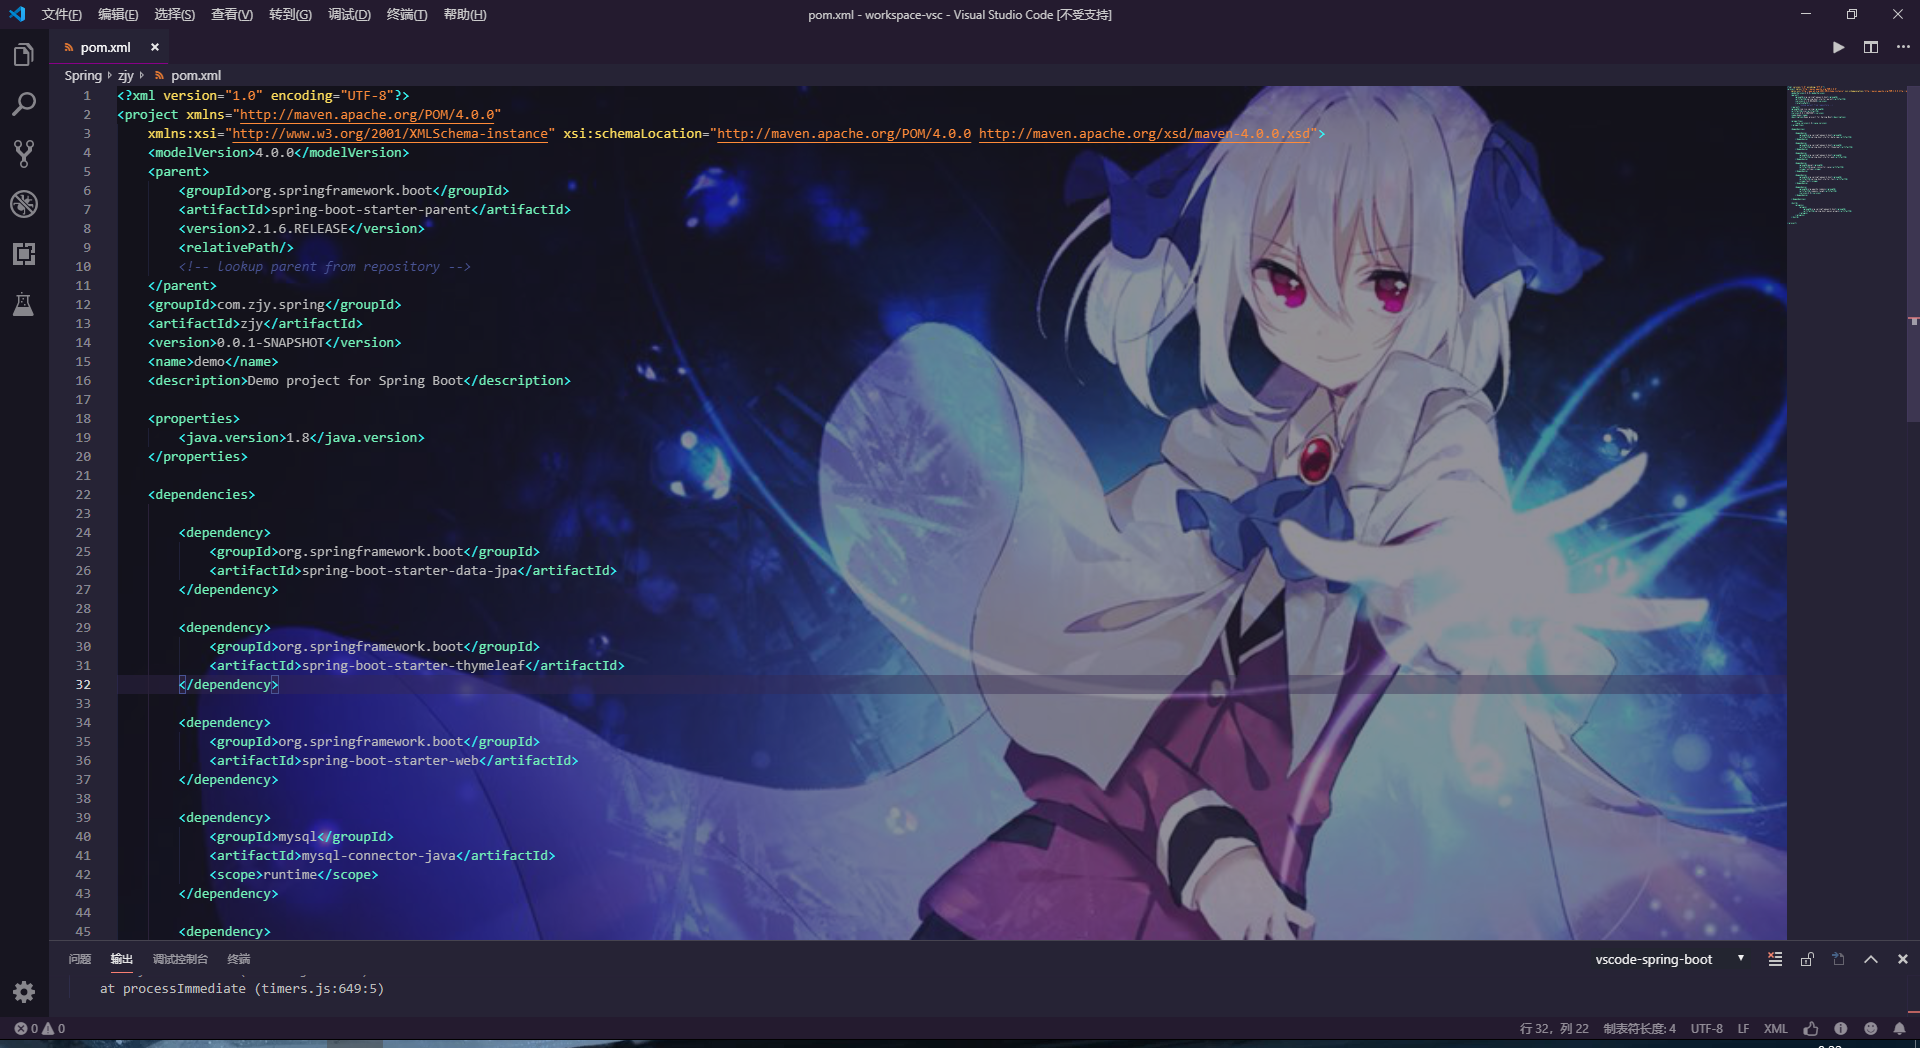 文件(F) 编辑(E) 选择(S) 查看(V) 转到(G) 调试(D) 终端(T) 帮助(H)
pom.xml - workspace-vsc - Visual Studio Code [不受支持]
pom.xml
Spring zjy pom.xml
1 <?xml version="1.0" encoding="UTF-8"?>
2 <project xmlns="http://maven.apache.org/POM/4.0.0"
3 xmlns:xsi="http://www.w3.org/2001/XMLSchema-instance" xsi:schemaLocation="http://maven.apache.org/POM/4.0.0 http://maven.apache.org/xsd/maven-4.0.0.xsd">
4 <modelVersion>4.0.0</modelVersion>
5 <parent>
6 <groupId>org.springframework.boot</groupId>
7 <artifactId>spring-boot-starter-parent</artifactId>
8 <version>2.1.6.RELEASE</version>
9 <relativePath/>
10 <!-- lookup parent from repository -->
11 </parent>
12 <groupId>com.zjy.spring</groupId>
13 <artifactId>zjy</artifactId>
14 <version>0.0.1-SNAPSHOT</version>
15 <name>demo</name>
16 <description>Demo project for Spring Boot</description>
17
18 <properties>
19 <java.version>1.8</java.version>
20 </properties>
21
22 <dependencies>
23
24 <dependency>
25 <groupId>org.springframework.boot</groupId>
26 <artifactId>spring-boot-starter-data-jpa</artifactId>
27 </dependency>
28
29 <dependency>
30 <groupId>org.springframework.boot</groupId>
31 <artifactId>spring-boot-starter-thymeleaf</artifactId>
32 </dependency>
33
34 <dependency>
35 <groupId>org.springframework.boot</groupId>
36 <artifactId>spring-boot-starter-web</artifactId>
37 </dependency>
38
39 <dependency>
40 <groupId>mysql</groupId>
41 <artifactId>mysql-connector-java</artifactId>
42 <scope>runtime</scope>
43 </dependency>
44
45 <dependency>
问题 输出 调试控制台 终端
vscode-spring-boot
at processImmediate (timers.js:649:5)
0 0
行 32，列 22 制表符长度: 4 UTF-8 LF XML